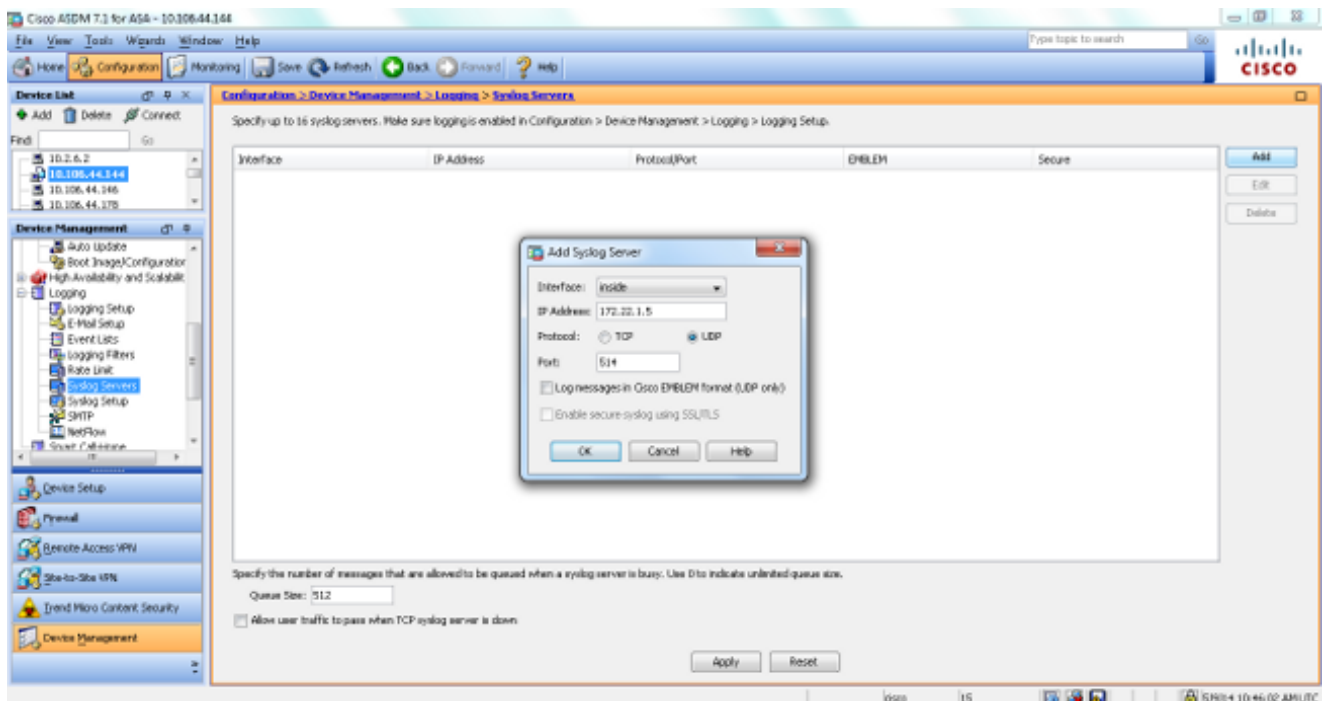 Cisco ASDM 7.1 for ASA - 10.106.44.144
File View Tools Wizards Window Help
Type topic to search Go
Home Configuration Monitoring Save Refresh Back Forward Help
CISCO
Device List
Add Delete Connect
Find: Go
10.2.6.2
10.106.44.144
10.106.44.146
10.106.44.178
Device Management
Auto Update
Boot Image/Configuration
High Availability and Scalabilit
Logging
Logging Setup
E-Mail Setup
Event Lists
Logging Filters
Rate Limit
Syslog Servers
Syslog Setup
SMTP
NetFlow
Smart Call-Home
Device Setup
Firewall
Remote Access VPN
Site-to-Site VPN
Trend Micro Content Security
Device Management
Configuration > Device Management > Logging > Syslog Servers
Specify up to 16 syslog servers. Make sure logging is enabled in Configuration > Device Management > Logging > Logging Setup.
Interface IP Address Protocol/Port EMBLEM Secure
Add
Edit
Delete
Add Syslog Server
Interface: inside
IP Address: 172.22.1.5
Protocol: TCP UDP
Port: 514
Log messages in Cisco EMBLEM format (UDP only)
Enable secure syslog using SSL/TLS
OK Cancel Help
Specify the number of messages that are allowed to be queued when a syslog server is busy. Use 0 to indicate unlimited queue size.
Queue Size: 512
Allow user traffic to pass when TCP syslog server is down
Apply Reset
cisco 15
10:46:02 AM UTC